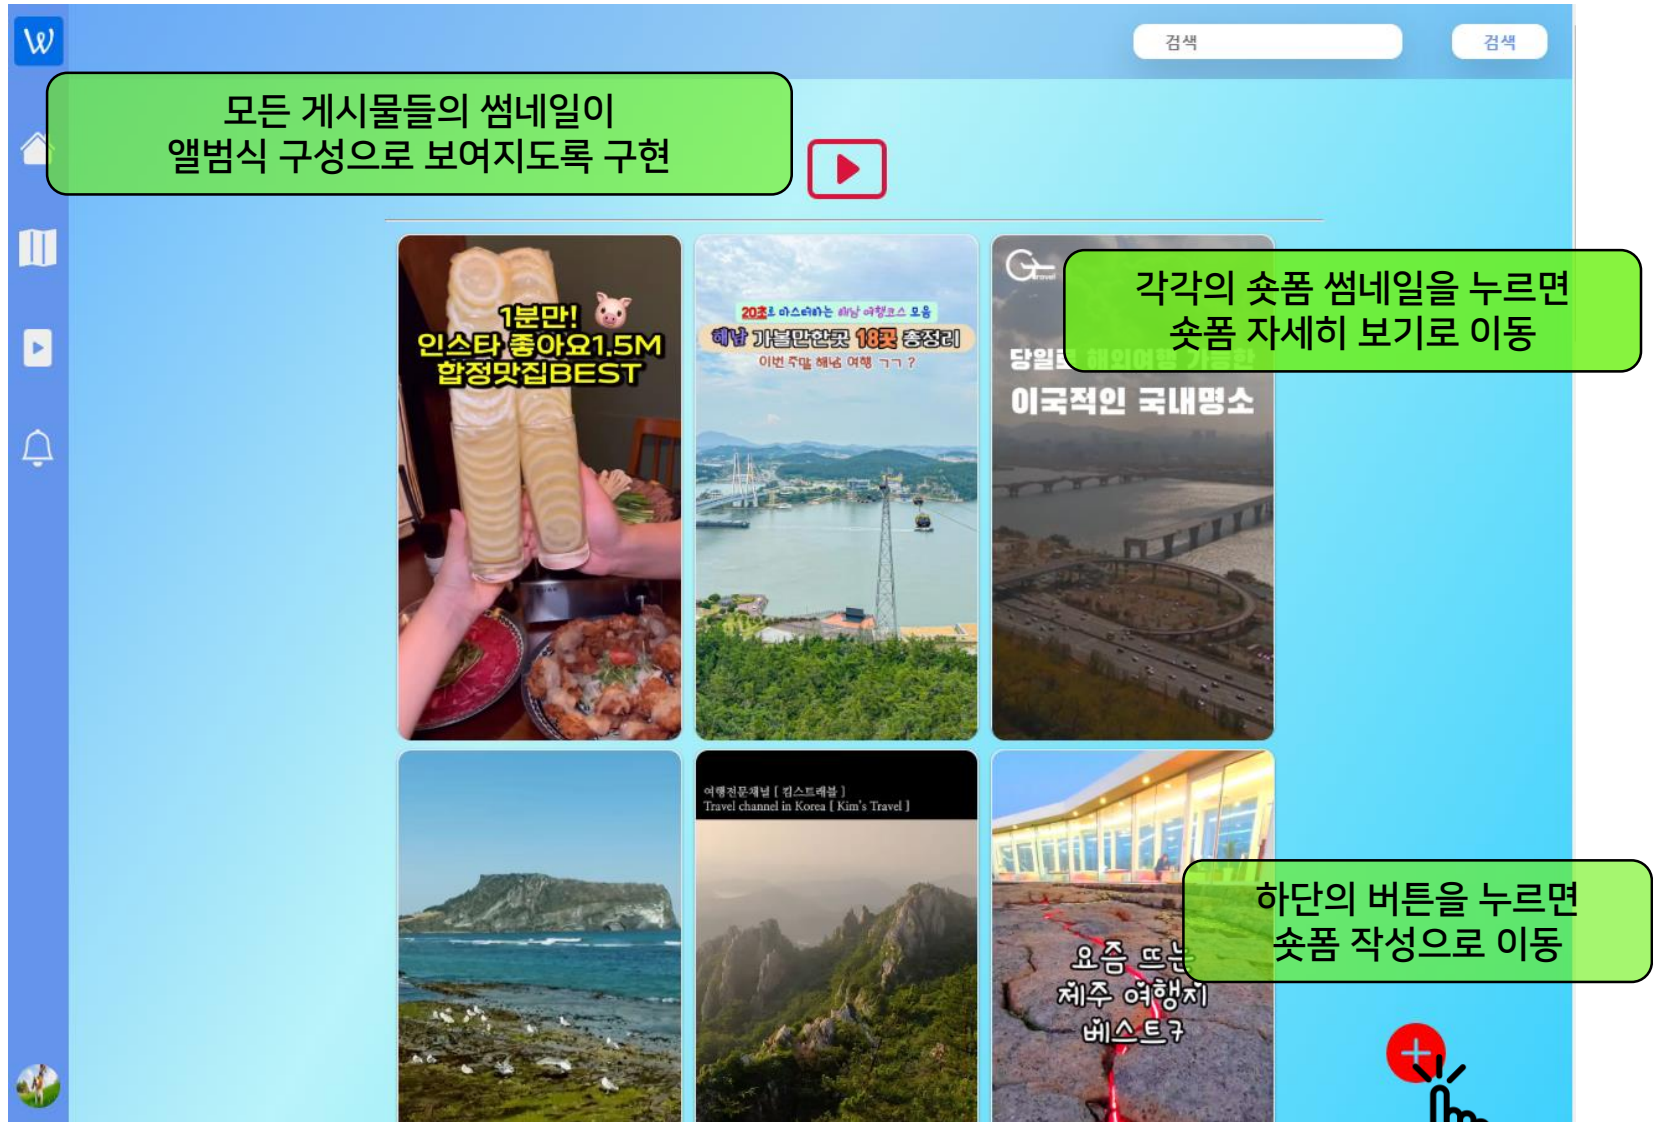 W
검색
검색
모든 게시물들의 썸네일이
앨범식 구성으로 보여지도록 구현
1분만!
인스타 좋아요1.5M
합정맛집BEST
20초로 마스터하는 해남 여행코스 모음
해남 가볼만한곳 18곳 총정리
이번 주말 해남 여행 ㄱㄱ ?
Travel
당일로 해외여행 가능한
이국적인 국내명소
각각의 숏폼 썸네일을 누르면
숏폼 자세히 보기로 이동
여행전문채널 [ 킴스트래블 ]
Travel channel in Korea [ Kim's Travel ]
요즘 뜨는
제주 여행지
베스트7
하단의 버튼을 누르면
숏폼 작성으로 이동